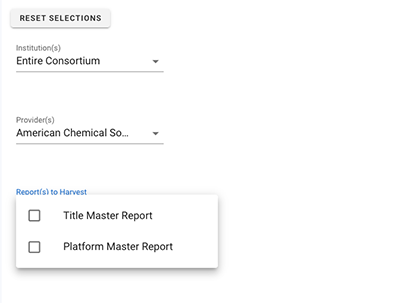 RESET SELECTIONS
Institution(s)
Entire Consortium
Provider(s)
American Chemical So...
Report(s) to Harvest
Title Master Report
Platform Master Report